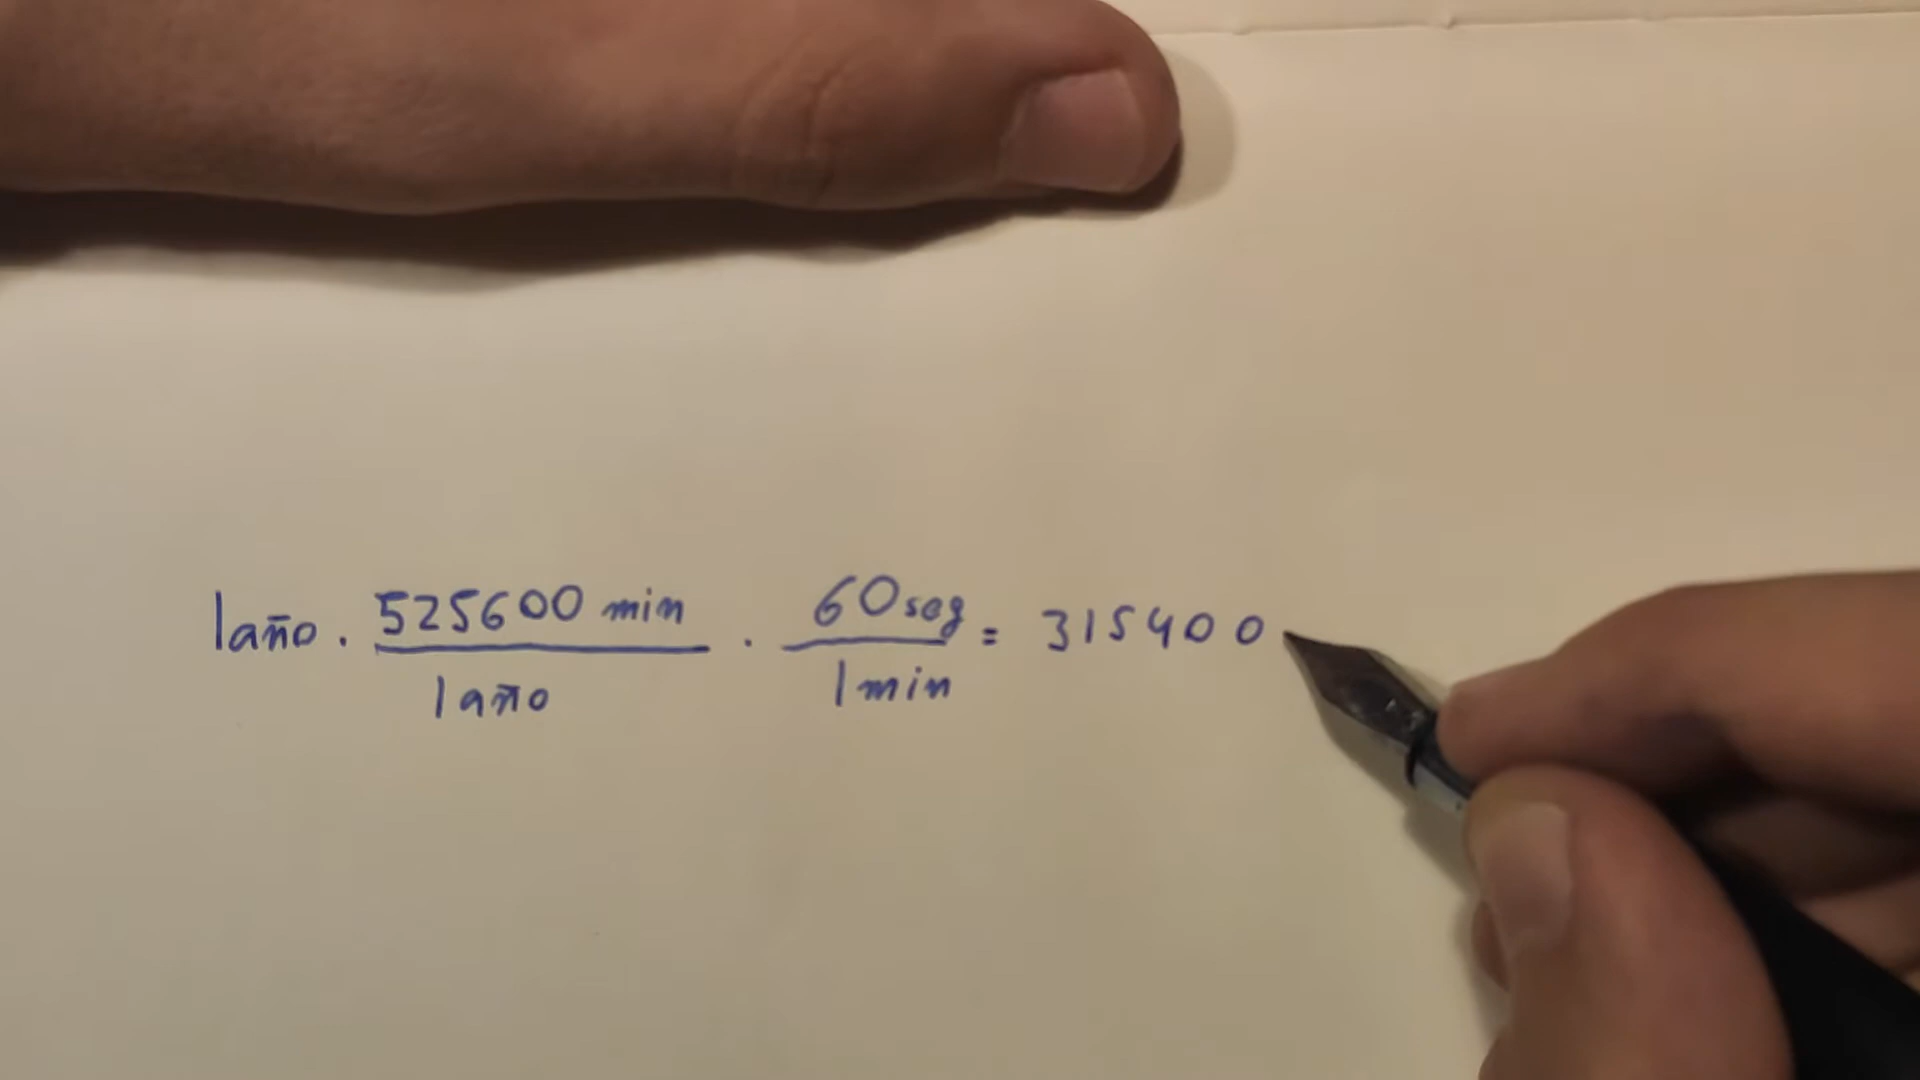 1año . 525600 min / 1año . 60seg / 1min = 315400